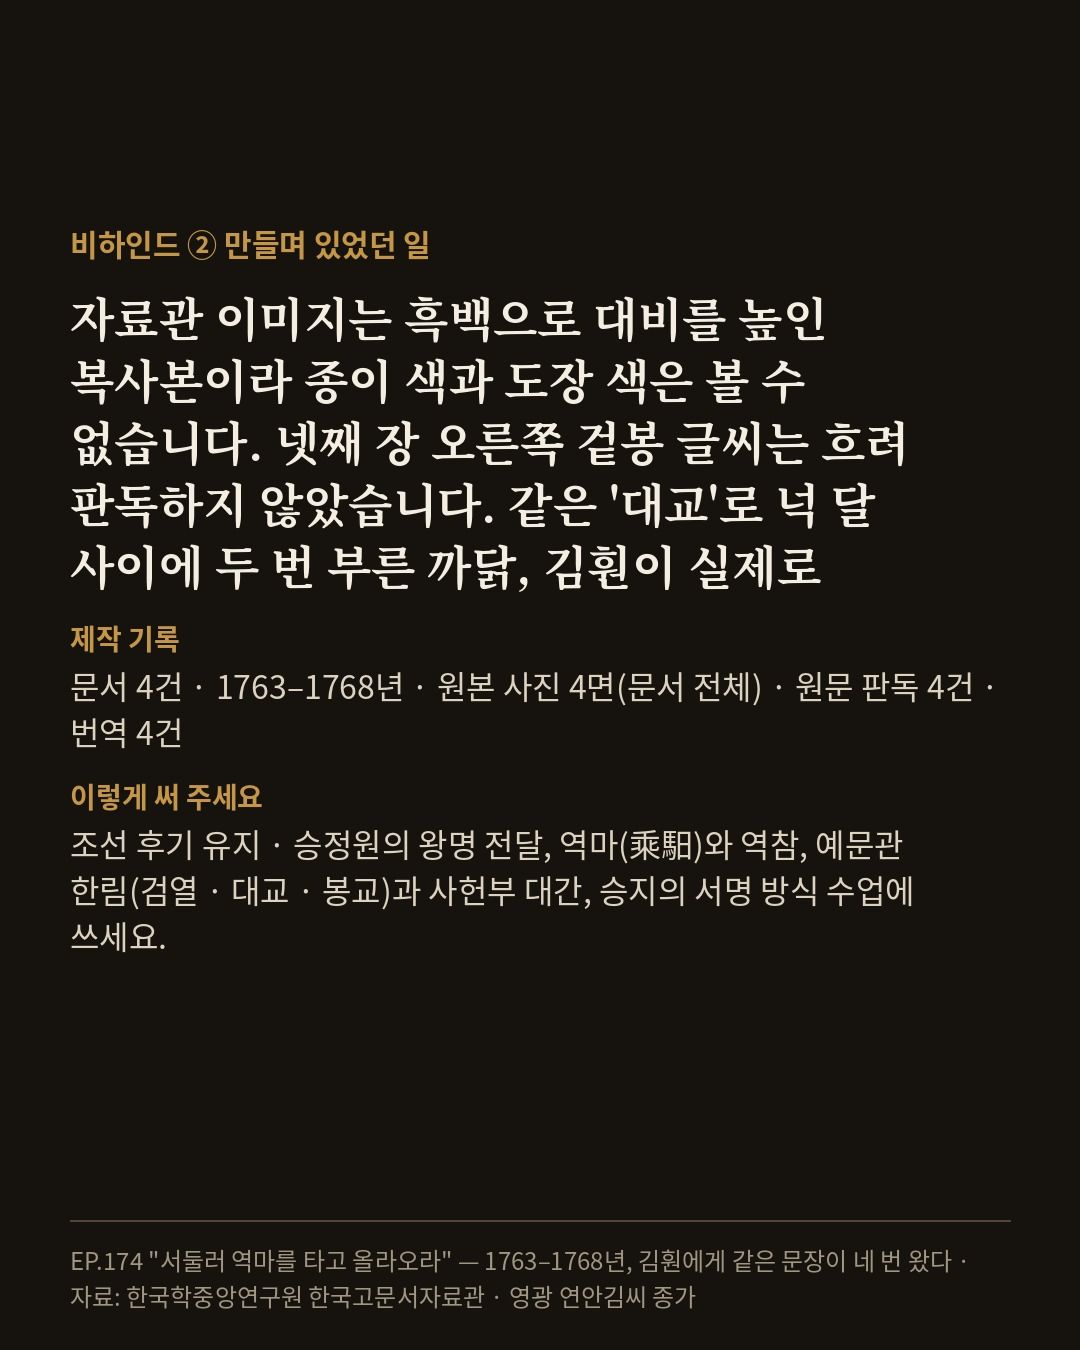 비하인드 ② 만들며 있었던 일
자료관 이미지는 흑백으로 대비를 높인
복사본이라 종이 색과 도장 색은 볼 수
없습니다. 넷째 장 오른쪽 겉봉 글씨는 흐려
판독하지 않았습니다. 같은 '대교'로 넉 달
사이에 두 번 부른 까닭, 김훤이 실제로
제작 기록
문서 4건 · 1763–1768년 · 원본 사진 4면(문서 전체) · 원문 판독 4건 ·
번역 4건
이렇게 써 주세요
조선 후기 유지 · 승정원의 왕명 전달, 역마(乘馹)와 역참, 예문관
한림(검열 · 대교 · 봉교)과 사헌부 대간, 승지의 서명 방식 수업에
쓰세요.
EP.174 "서둘러 역마를 타고 올라오라" — 1763–1768년, 김훤에게 같은 문장이 네 번 왔다 ·
자료: 한국학중앙연구원 한국고문서자료관 · 영광 연안김씨 종가